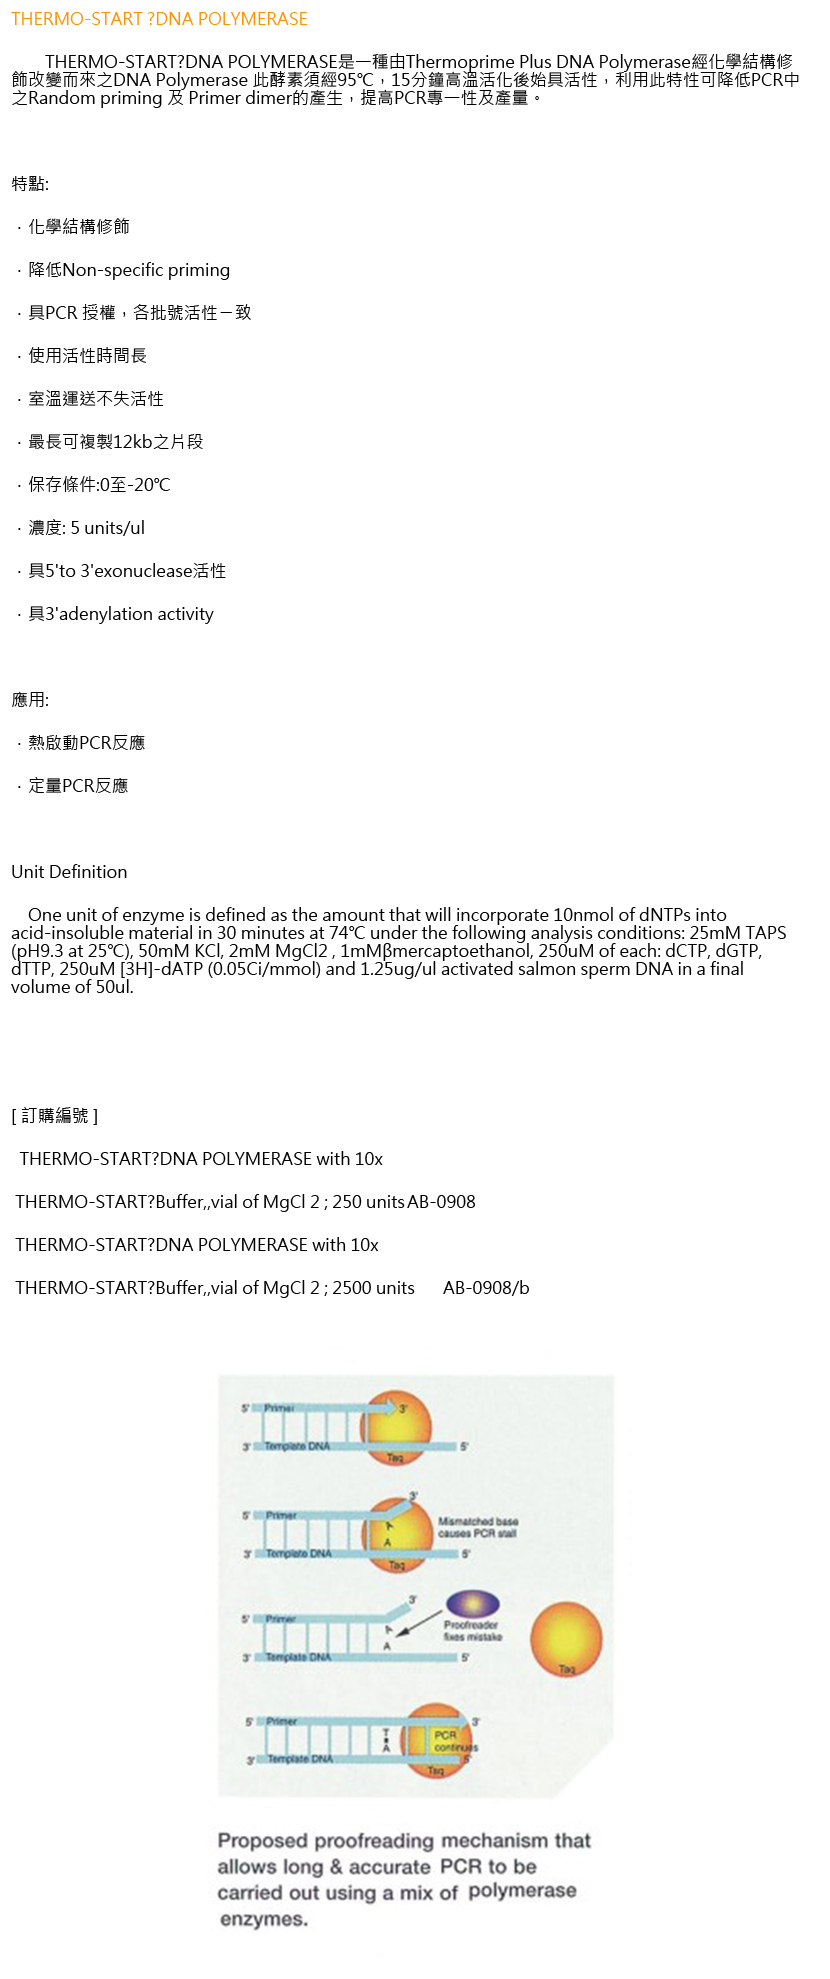 THERMO-START ?DNA POLYMERASE
THERMO-START?DNA POLYMERASE是一種由Thermoprime Plus DNA Polymerase經化學結構修
飾改變而來之DNA Polymerase 此酵素須經95℃，15分鐘高溫活化後始具活性，利用此特性可降低PCR中
之Random priming 及 Primer dimer的產生，提高PCR專一性及產量。
特點:
．化學結構修飾
．降低Non-specific priming
．具PCR 授權，各批號活性－致
．使用活性時間長
．室溫運送不失活性
．最長可複製12kb之片段
．保存條件:0至-20℃
．濃度: 5 units/ul
．具5'to 3'exonuclease活性
．具3'adenylation activity
應用:
．熱啟動PCR反應
．定量PCR反應
Unit Definition
One unit of enzyme is defined as the amount that will incorporate 10nmol of dNTPs into
acid-insoluble material in 30 minutes at 74℃ under the following analysis conditions: 25mM TAPS
(pH9.3 at 25℃), 50mM KCl, 2mM MgCl2 , 1mMβmercaptoethanol, 250uM of each: dCTP, dGTP,
dTTP, 250uM [3H]-dATP (0.05Ci/mmol) and 1.25ug/ul activated salmon sperm DNA in a final
volume of 50ul.
[ 訂購編號 ]
THERMO-START?DNA POLYMERASE with 10x
THERMO-START?Buffer,,vial of MgCl 2 ; 250 units AB-0908
THERMO-START?DNA POLYMERASE with 10x
THERMO-START?Buffer,,vial of MgCl 2 ; 2500 units AB-0908/b
5' Primer 3'
3' Template DNA 5'
Taq
3'
5' Primer
A
Mismatched base
causes PCR stall
A
3' Template DNA 5'
Taq
3'
5' Primer
A
Proofreader
fixes mistake
A
3' Template DNA 5'
Taq
5' Primer 3'
T
A
PCR
continues
3' Template DNA 5'
Taq
Proposed proofreading mechanism that
allows long & accurate PCR to be
carried out using a mix of polymerase
enzymes.